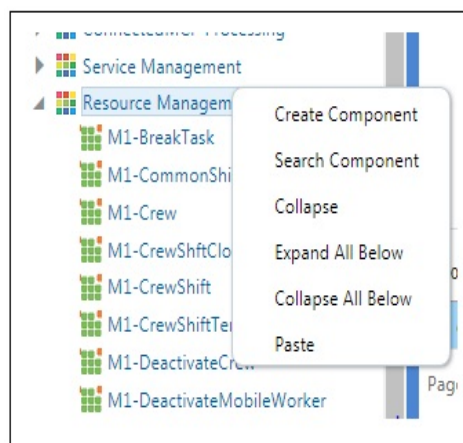 Service Management
Resource Managem
M1-BreakTask
M1-CommonShi
M1-Crew
M1-CrewShftClo
M1-CrewShift
M1-CrewShiftTe
M1-DeactivateCrew
M1-DeactivateMobileWorker
Create Component
Search Component
Collapse
Expand All Below
Collapse All Below
Paste